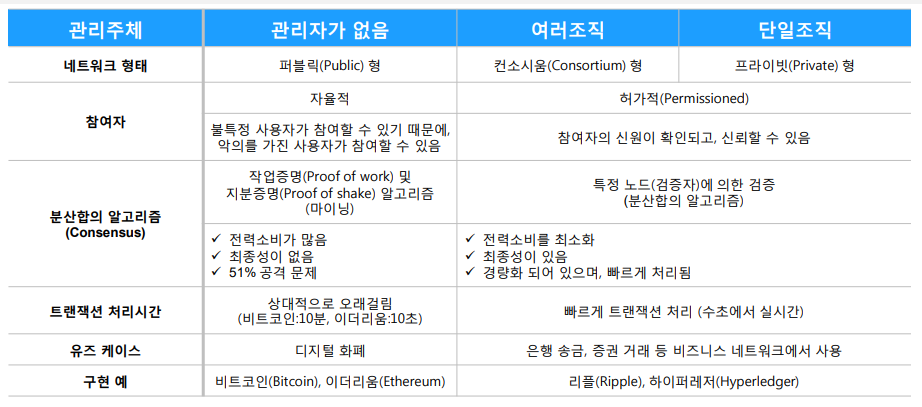 관리주체 관리자가 없음 여러조직 단일조직
네트워크 형태 퍼블릭(Public) 형 컨소시움(Consortium) 형 프라이빗(Private) 형
참여자
자율적 허가적(Permissioned)
불특정 사용자가 참여할 수 있기 때문에,
악의를 가진 사용자가 참여할 수 있음
참여자의 신원이 확인되고, 신뢰할 수 있음
분산합의 알고리즘
(Consensus)
작업증명(Proof of work) 및
지분증명(Proof of shake) 알고리즘
(마이닝)
특정 노드(검증자)에 의한 검증
(분산합의 알고리즘)
✓ 전력소비가 많음
✓ 최종성이 없음
✓ 51% 공격 문제
✓ 전력소비를 최소화
✓ 최종성이 있음
✓ 경량화 되어 있으며, 빠르게 처리됨
트랜잭션 처리시간
상대적으로 오래걸림
(비트코인:10분, 이더리움:10초)
빠르게 트랜잭션 처리 (수초에서 실시간)
유즈 케이스 디지털 화폐 은행 송금, 증권 거래 등 비즈니스 네트워크에서 사용
구현 예 비트코인(Bitcoin), 이더리움(Ethereum) 리플(Ripple), 하이퍼레저(Hyperledger)